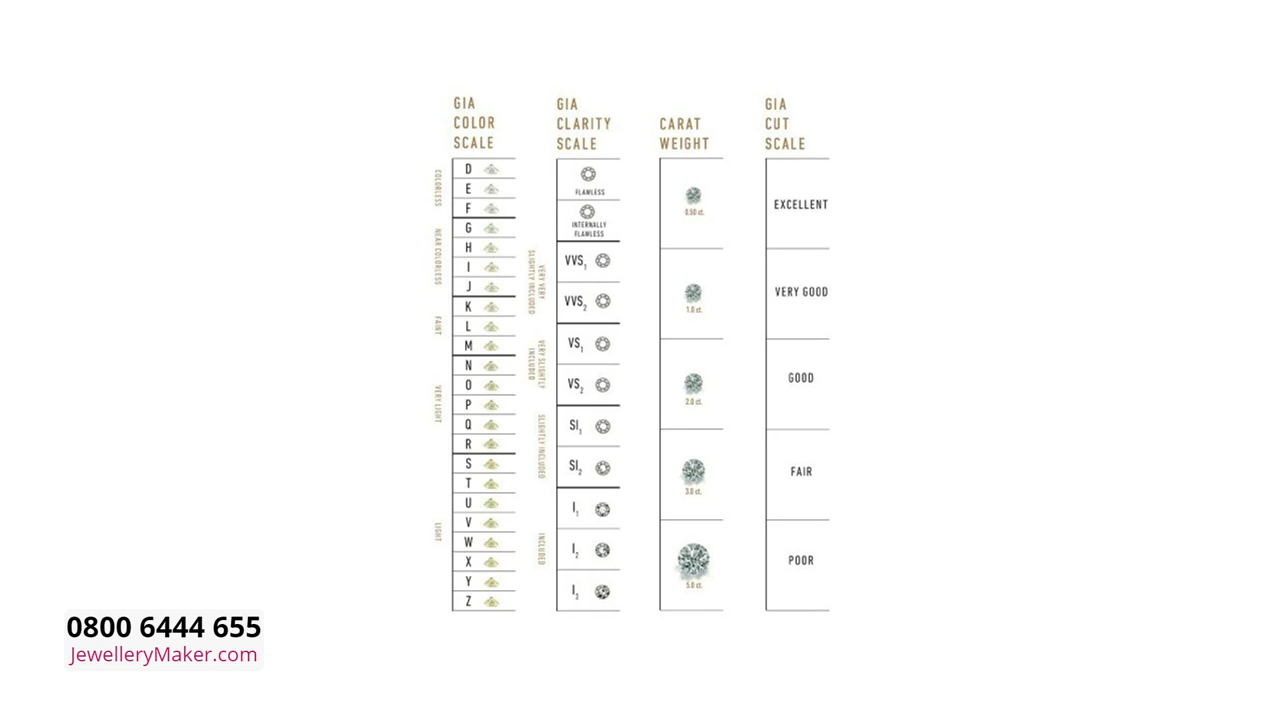 GIA
COLOR
SCALE
COLORLESS
NEAR COLORLESS
FAINT
VERY LIGHT
LIGHT
D
E
F
G
H
I
J
K
L
M
N
O
P
Q
R
S
T
U
V
W
X
Y
Z
GIA
CLARITY
SCALE
VERY VERY
SLIGHTLY INCLUDED
VERY SLIGHTLY
INCLUDED
SLIGHTLY INCLUDED
INCLUDED
FLAWLESS
INTERNALLY
FLAWLESS
VVS1
VVS2
VS1
VS2
SI1
SI2
I1
I2
I3
CARAT
WEIGHT
0.50 ct.
1.0 ct.
2.0 ct.
3.0 ct.
5.0 ct.
GIA
CUT
SCALE
EXCELLENT
VERY GOOD
GOOD
FAIR
POOR
0800 6444 655
JewelleryMaker.com